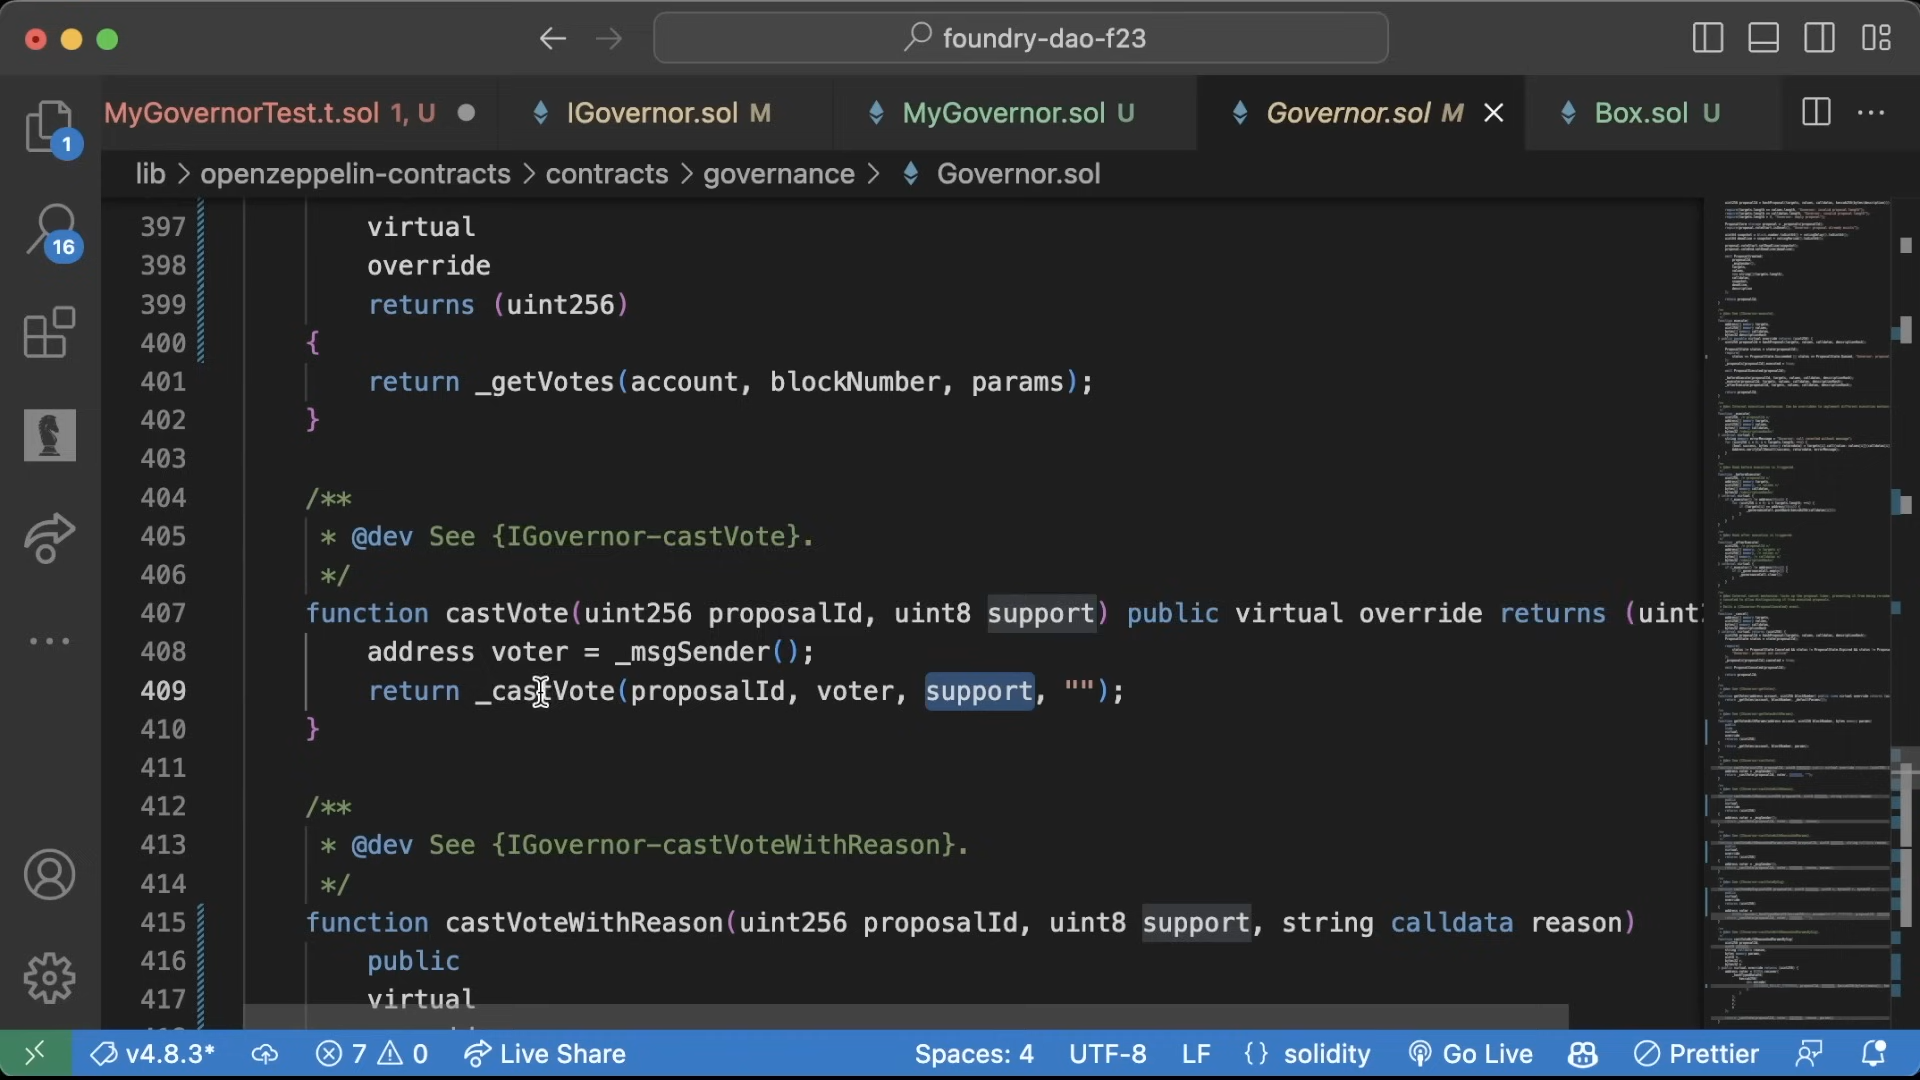 foundry-dao-f23
MyGovernorTest.t.sol 1, U
IGovernor.sol M
MyGovernor.sol U
Governor.sol M
Box.sol U
lib > openzeppelin-contracts > contracts > governance > Governor.sol
1
16
397 virtual
398 override
399 returns (uint256)
400 {
401 return _getVotes(account, blockNumber, params);
402 }
403
404 /**
405 * @dev See {IGovernor-castVote}.
406 */
407 function castVote(uint256 proposalId, uint8 support) public virtual override returns (uint
408 address voter = _msgSender();
409 return _castVote(proposalId, voter, support, "");
410 }
411
412 /**
413 * @dev See {IGovernor-castVoteWithReason}.
414 */
415 function castVoteWithReason(uint256 proposalId, uint8 support, string calldata reason)
416 public
417 virtual
v4.8.3* 7 0 Live Share Spaces: 4 UTF-8 LF {} solidity Go Live Prettier